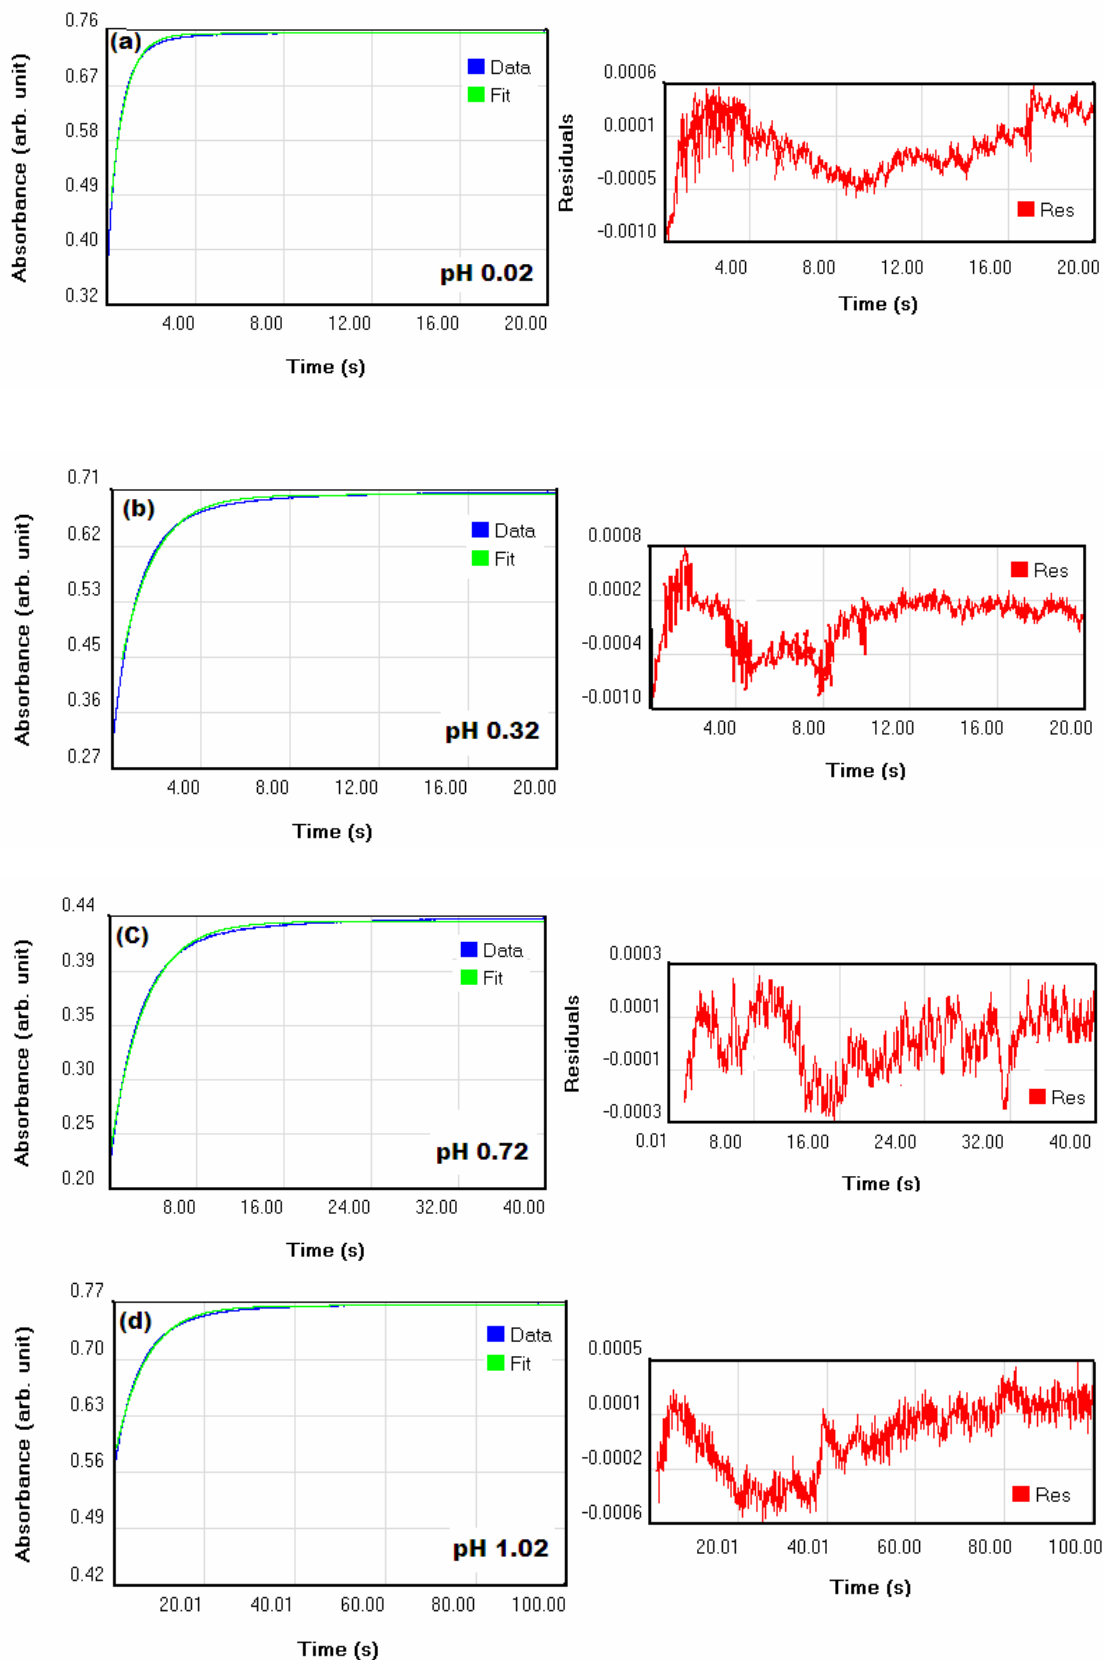 0.76
(a)
0.67
0.58
0.49
0.40
0.32
Absorbance (arb. unit)
Data
Fit
pH 0.02
4.00 8.00 12.00 16.00 20.00
Time (s)
0.0006
0.0001
-0.0005
-0.0010
Residuals
Res
4.00 8.00 12.00 16.00 20.00
Time (s)
0.71
(b)
0.62
0.53
0.45
0.36
0.27
Absorbance (arb. unit)
Data
Fit
pH 0.32
4.00 8.00 12.00 16.00 20.00
Time (s)
0.0008
0.0002
-0.0004
-0.0010
Res
4.00 8.00 12.00 16.00 20.00
Time (s)
0.44
(C)
0.39
0.35
0.30
0.25
0.20
Absorbance (arb. unit)
Data
Fit
pH 0.72
8.00 16.00 24.00 32.00 40.00
Time (s)
0.0003
0.0001
-0.0001
-0.0003
Residuals
Res
0.01 8.00 16.00 24.00 32.00 40.00
Time (s)
0.77
(d)
0.70
0.63
0.56
0.49
0.42
Absorbance (arb. unit)
Data
Fit
pH 1.02
20.01 40.01 60.00 80.00 100.00
Time (s)
0.0005
0.0001
-0.0002
-0.0006
Res
20.01 40.01 60.00 80.00 100.00
Time (s)